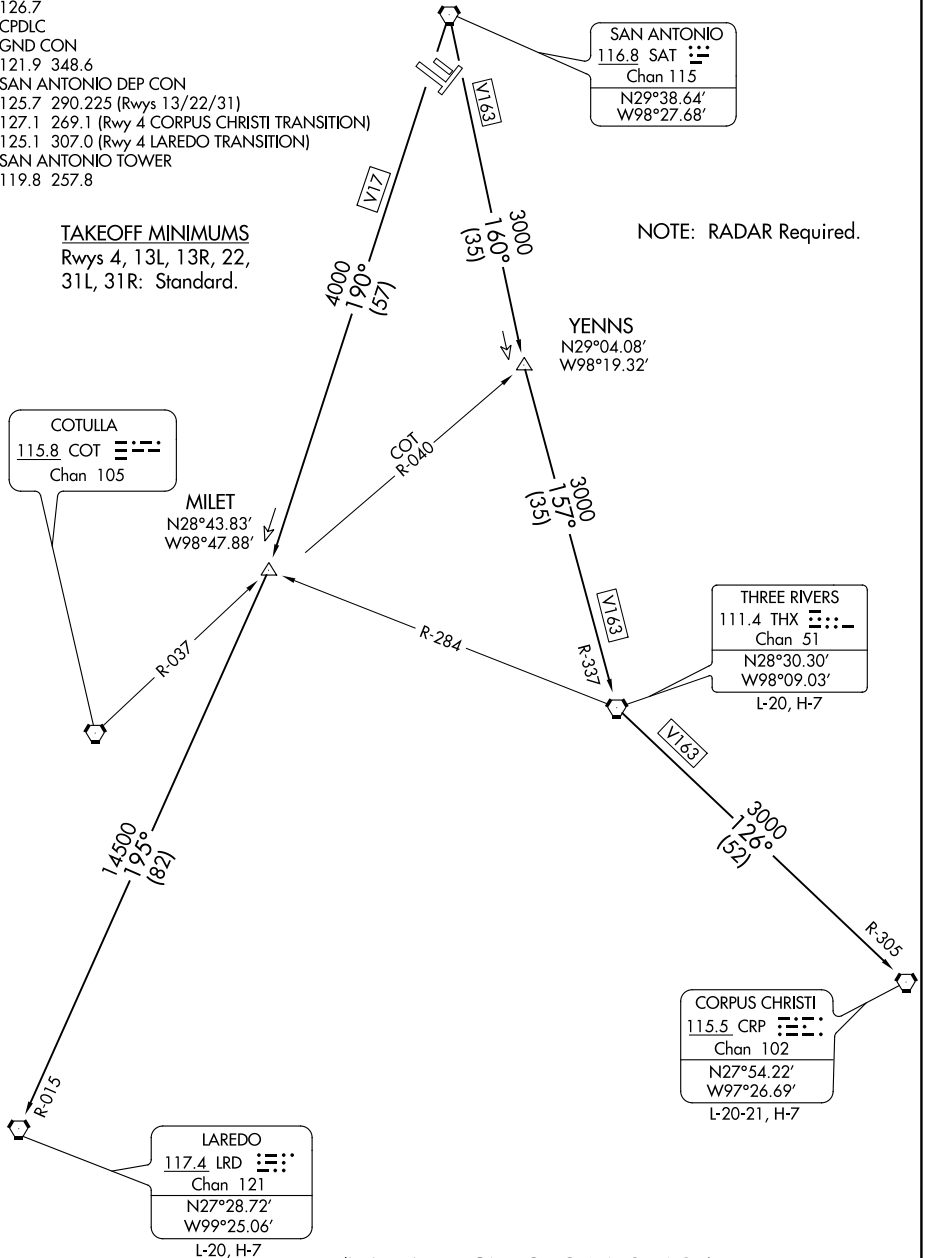 126.7
CPDLC
GND CON
121.9 348.6
SAN ANTONIO DEP CON
125.7 290.225 (Rwys 13/22/31)
127.1 269.1 (Rwy 4 CORPUS CHRISTI TRANSITION)
125.1 307.0 (Rwy 4 LAREDO TRANSITION)
SAN ANTONIO TOWER
119.8 257.8
SAN ANTONIO
116.8 SAT
Chan 115
N29°38.64'
W98°27.68'
V163
V17
TAKEOFF MINIMUMS
Rwys 4, 13L, 13R, 22,
31L, 31R: Standard.
NOTE: RADAR Required.
3000
160°
(35)
4000
190°
(57)
YENNS
N29°04.08'
W98°19.32'
COTULLA
115.8 COT
Chan 105
COT
R-040
MILET
N28°43.83'
W98°47.88'
3000
157°
(35)
V163
R-337
THREE RIVERS
111.4 THX
Chan 51
N28°30.30'
W98°09.03'
L-20, H-7
R-284
R-037
V163
3000
126°
(52)
14500
195°
(82)
R-305
CORPUS CHRISTI
115.5 CRP
Chan 102
N27°54.22'
W97°26.69'
L-20-21, H-7
R-015
LAREDO
117.4 LRD
Chan 121
N27°28.72'
W99°25.06'
L-20, H-7